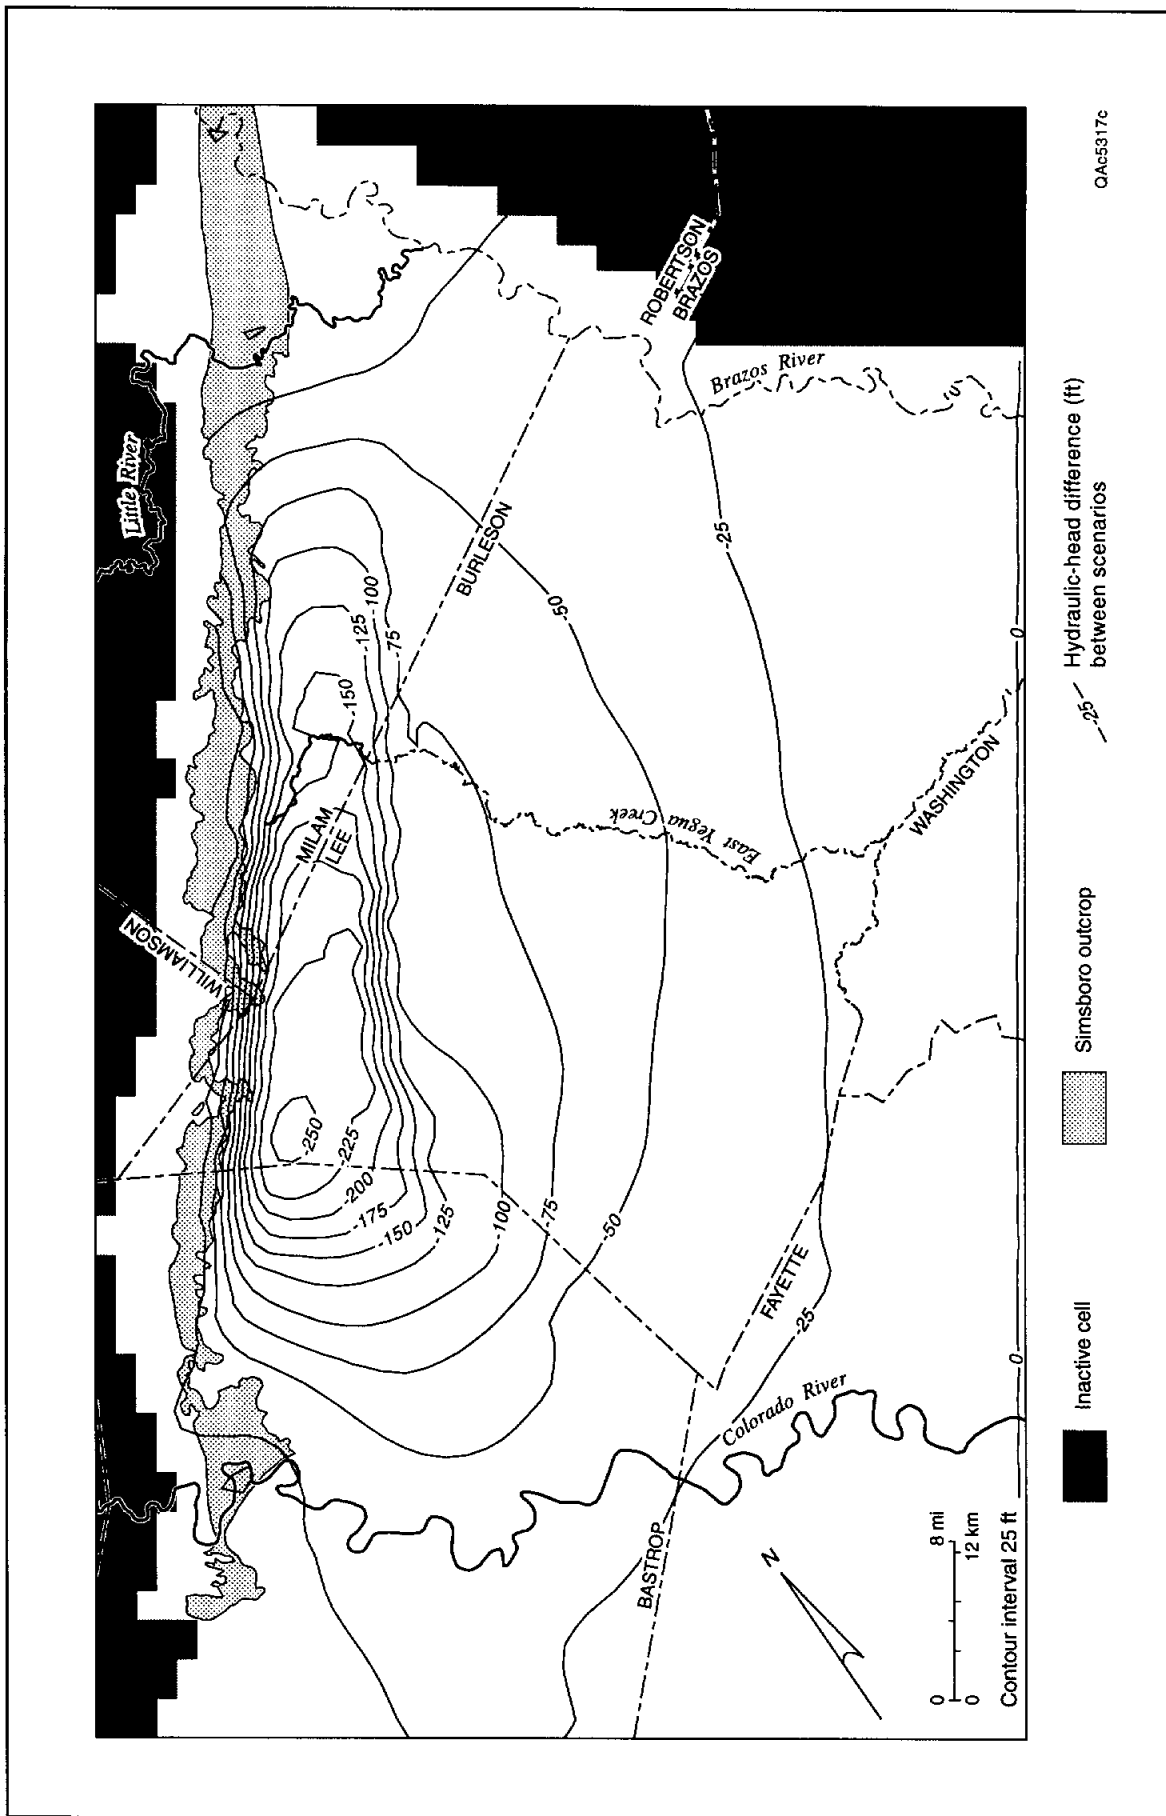 Little River
WILLIAMSON
MILAM
LEE
BURLESON
ROBERTSON
BRAZOS
Brazos River
East Yegua Creek
WASHINGTON
FAYETTE
BASTROP
Colorado River
-250
-225
-200
-175
-150
-125
-100
-75
-50
-25
-150
-125
100
-75
-50
-25
0
0
N
0 8 mi
0 12 km
Contour interval 25 ft
Inactive cell
Simsboro outcrop
-25
Hydraulic-head difference (ft)
between scenarios
QAc5317c